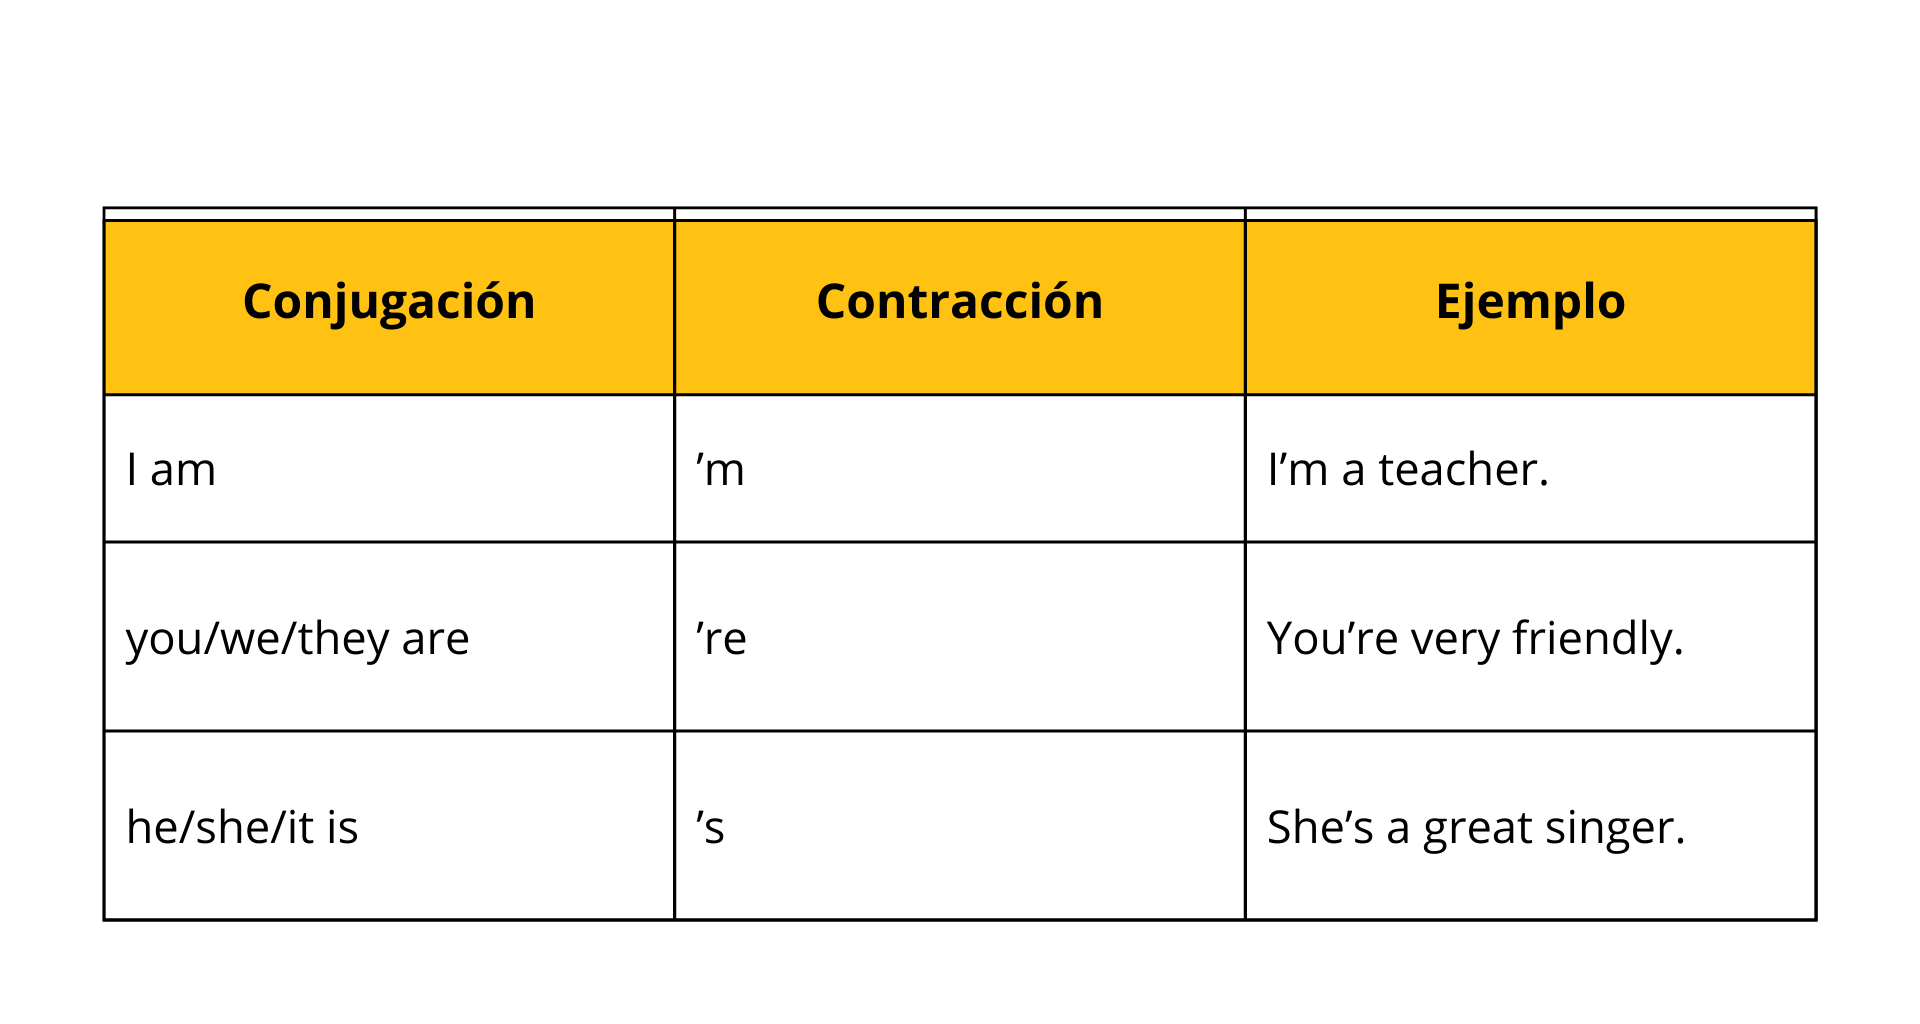 Conjugación Contracción Ejemplo
I am ’m I’m a teacher.
you/we/they are ’re You’re very friendly.
he/she/it is ’s She’s a great singer.